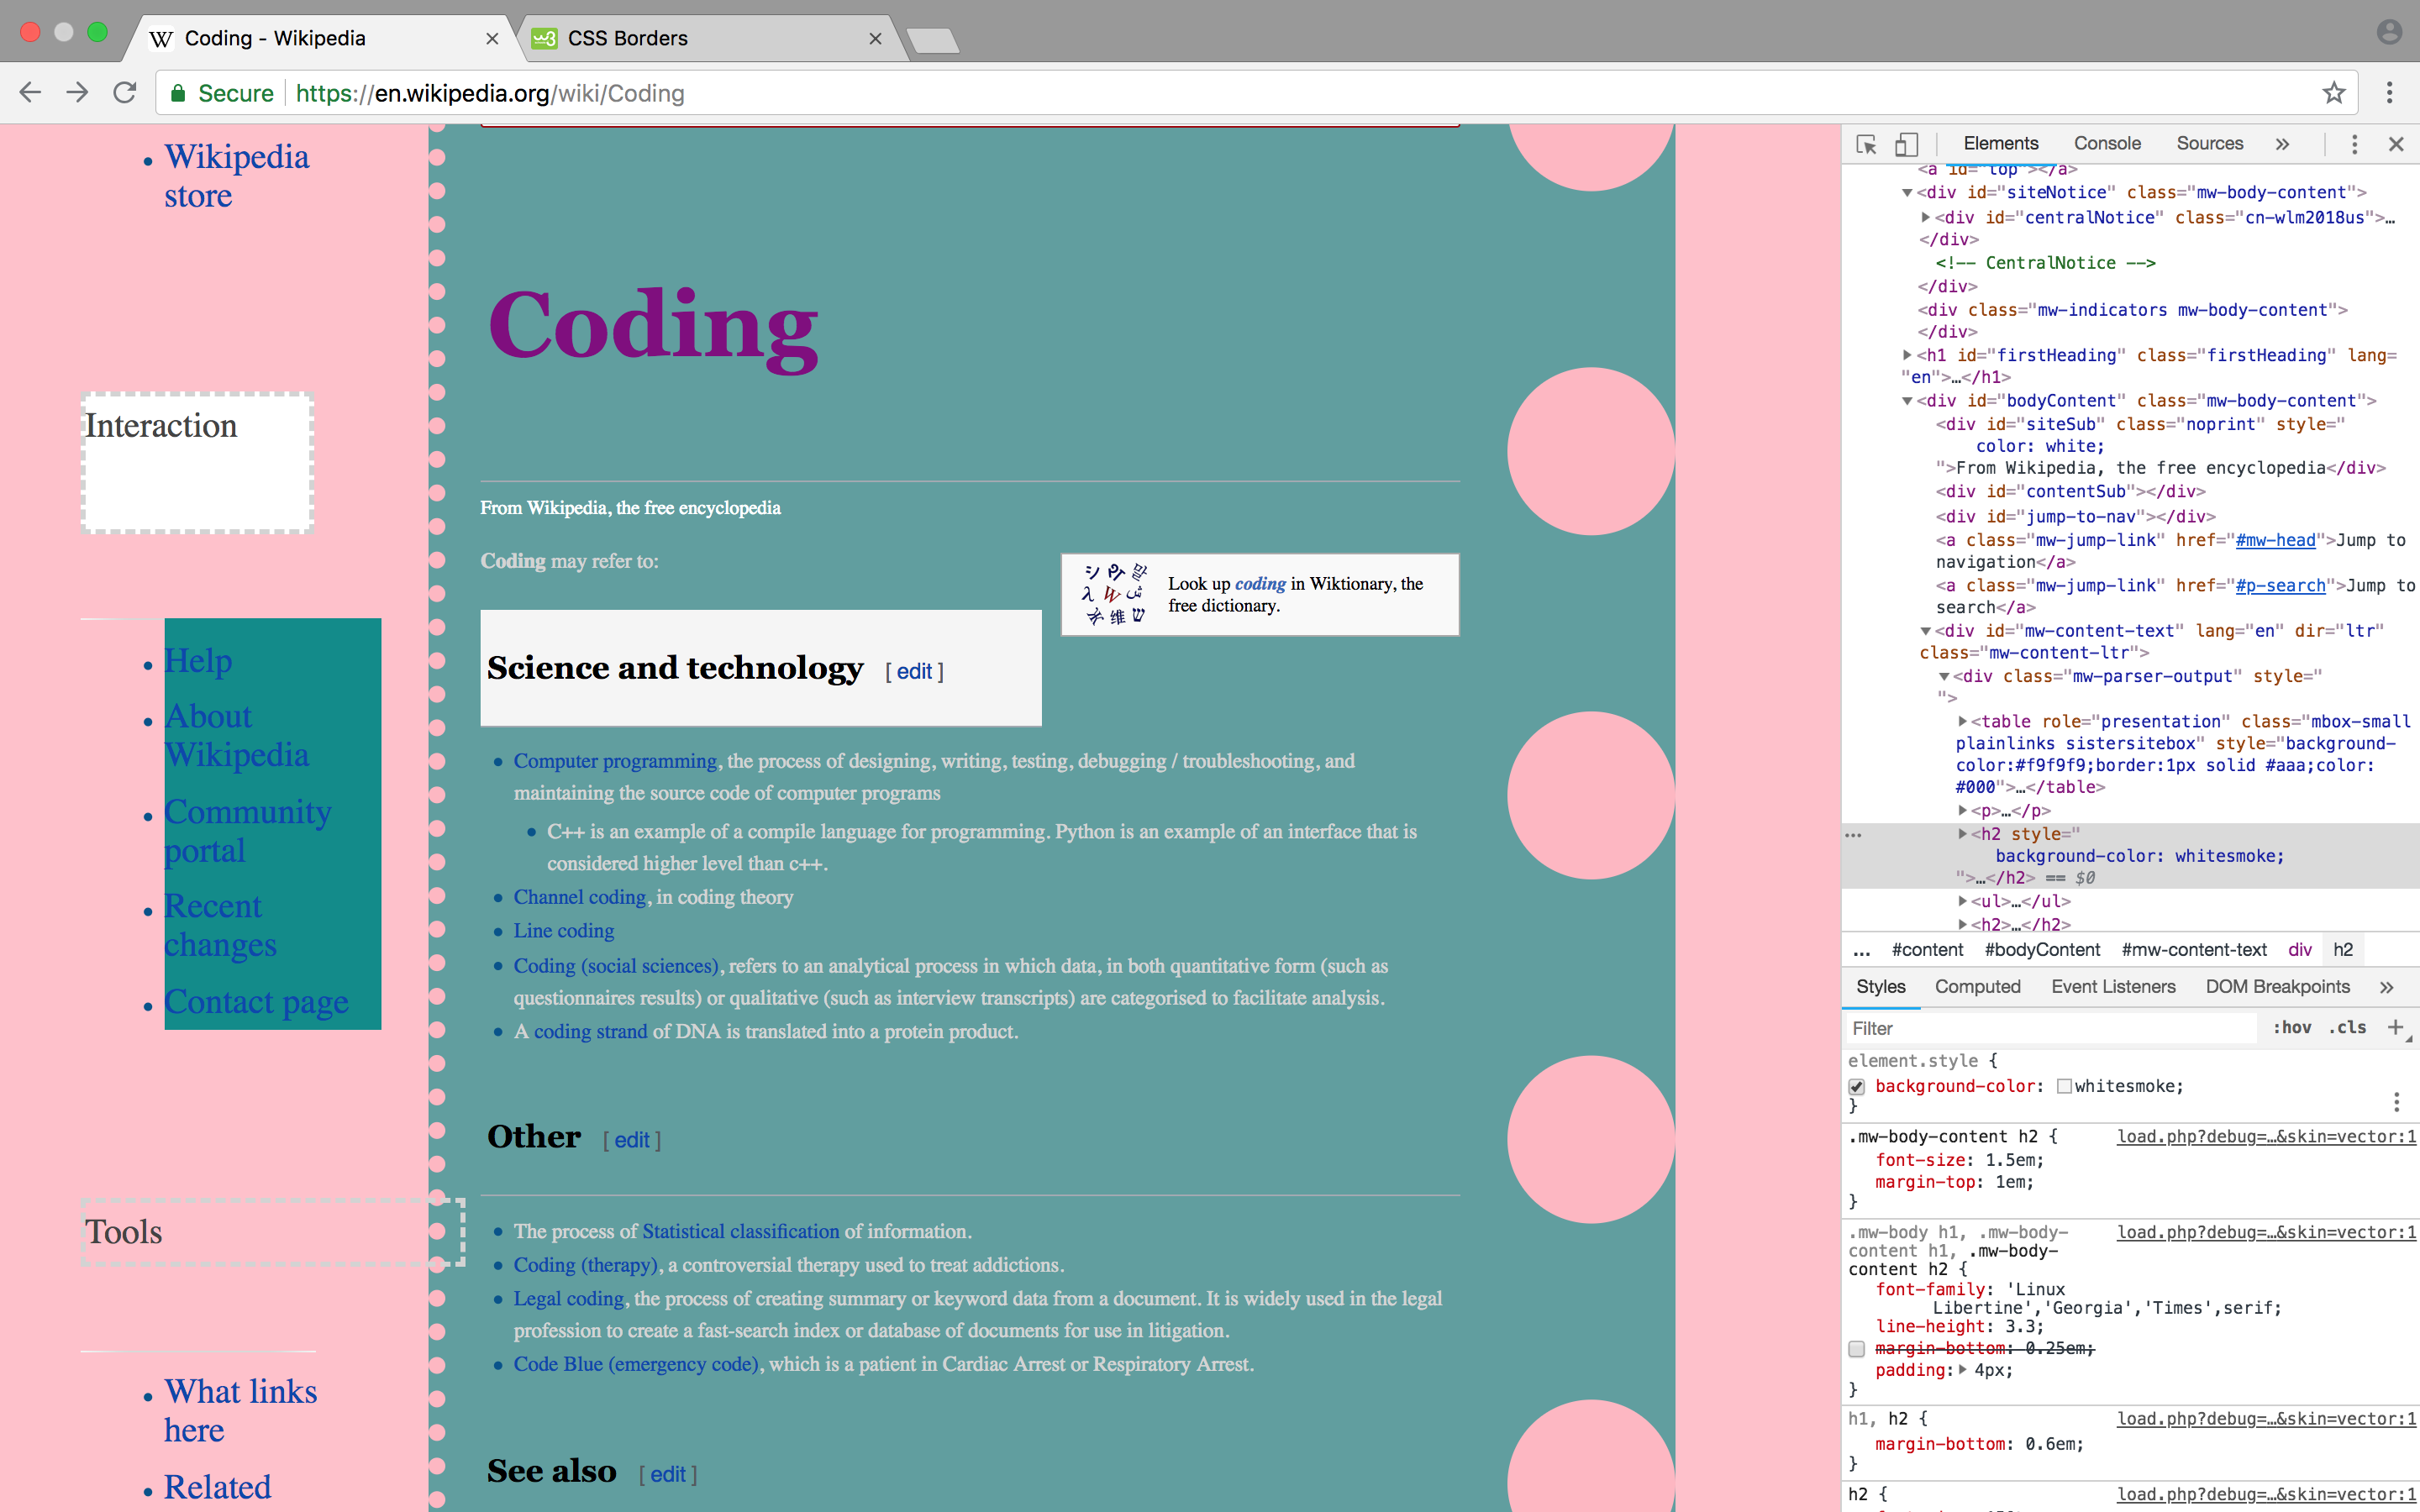 Coding - Wikipedia
CSS Borders
Secure
https://en.wikipedia.org/wiki/Coding
Wikipedia
store
Interaction
Help
About
Wikipedia
Community
portal
Recent
changes
Contact page
Tools
What links
here
Related
Coding
From Wikipedia, the free encyclopedia
Coding may refer to:
シ 말
λ W ش
维 ש
Look up coding in Wiktionary, the
free dictionary.
Science and technology [ edit ]
Computer programming, the process of designing, writing, testing, debugging / troubleshooting, and
maintaining the source code of computer programs
C++ is an example of a compile language for programming. Python is an example of an interface that is
considered higher level than c++.
Channel coding, in coding theory
Line coding
Coding (social sciences), refers to an analytical process in which data, in both quantitative form (such as
questionnaires results) or qualitative (such as interview transcripts) are categorised to facilitate analysis.
A coding strand of DNA is translated into a protein product.
Other [ edit ]
The process of Statistical classification of information.
Coding (therapy), a controversial therapy used to treat addictions.
Legal coding, the process of creating summary or keyword data from a document. It is widely used in the legal
profession to create a fast-search index or database of documents for use in litigation.
Code Blue (emergency code), which is a patient in Cardiac Arrest or Respiratory Arrest.
See also [ edit ]
Elements Console Sources »
<a id="top"></a>
<div id="siteNotice" class="mw-body-content">
<div id="centralNotice" class="cn-wlm2018us">…
</div>
<!-- CentralNotice -->
</div>
<div class="mw-indicators mw-body-content">
</div>
<h1 id="firstHeading" class="firstHeading" lang=
"en">…</h1>
<div id="bodyContent" class="mw-body-content">
<div id="siteSub" class="noprint" style="
color: white;
">From Wikipedia, the free encyclopedia</div>
<div id="contentSub"></div>
<div id="jump-to-nav"></div>
<a class="mw-jump-link" href="#mw-head">Jump to
navigation</a>
<a class="mw-jump-link" href="#p-search">Jump to
search</a>
<div id="mw-content-text" lang="en" dir="ltr"
class="mw-content-ltr">
<div class="mw-parser-output" style="
">
<table role="presentation" class="mbox-small
plainlinks sistersitebox" style="background-
color:#f9f9f9;border:1px solid #aaa;color:
#000">…</table>
<p>…</p>
<h2 style="
background-color: whitesmoke;
">…</h2> == $0
<ul>…</ul>
<h2>…</h2>
... #content #bodyContent #mw-content-text div h2
Styles Computed Event Listeners DOM Breakpoints »
Filter :hov .cls +
element.style {
background-color: whitesmoke;
}
.mw-body-content h2 { load.php?debug=…&skin=vector:1
font-size: 1.5em;
margin-top: 1em;
}
.mw-body h1, .mw-body- load.php?debug=…&skin=vector:1
content h1, .mw-body-
content h2 {
font-family: 'Linux
Libertine','Georgia','Times',serif;
line-height: 3.3;
margin-bottom: 0.25em;
padding: 4px;
}
h1, h2 { load.php?debug=…&skin=vector:1
margin-bottom: 0.6em;
}
h2 { load.php?debug=…&skin=vector:1